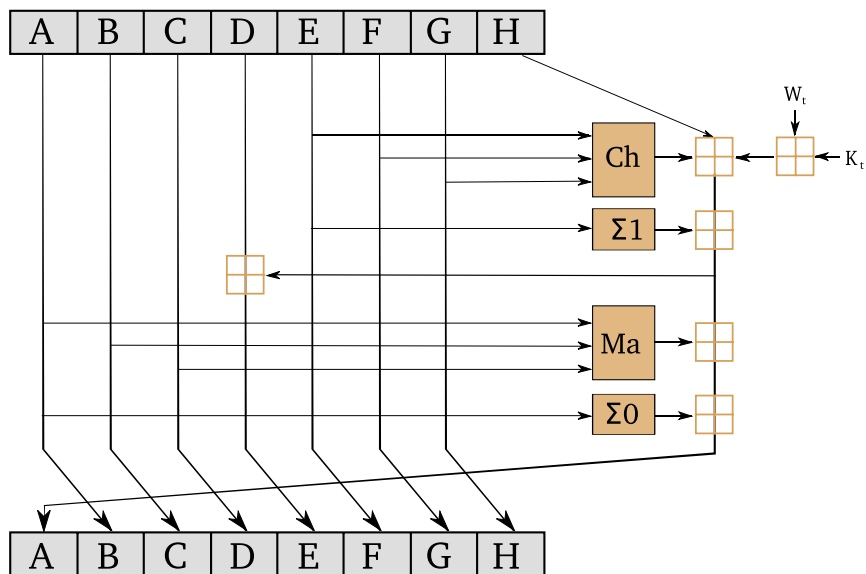 A B C D E F G H
Wt
Ch
Kt
Σ1
Ma
Σ0
A B C D E F G H